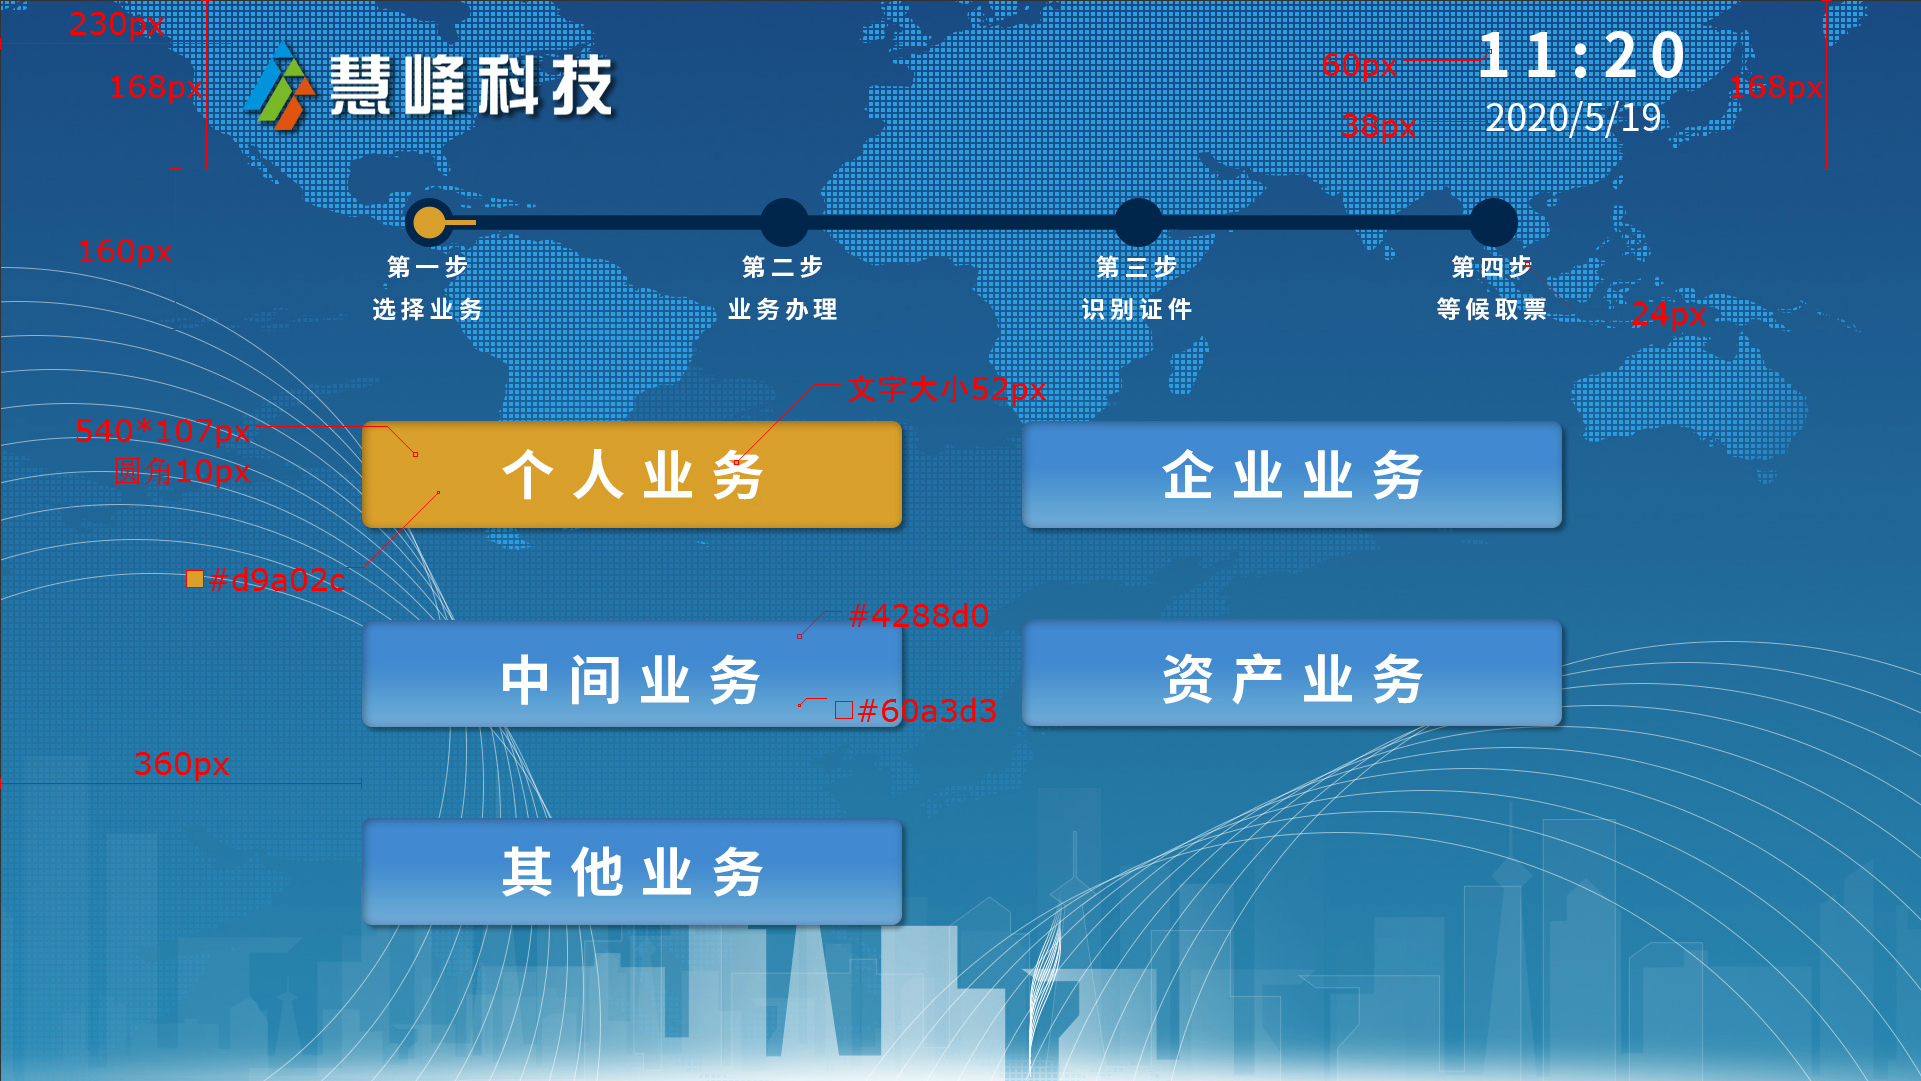 230px
168px
慧峰科技
60px
11:20
168px
38px
2020/5/19
160px
第一步
选择业务
第二步
业务办理
第三步
识别证件
第四步
等候取票
24px
文字大小52px
540*107px
圆角10px
个人业务
企业业务
#d9a02c
#4288d0
中间业务
资产业务
#60a3d3
360px
其他业务